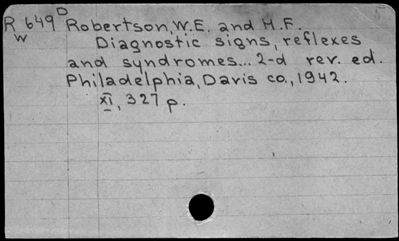 R 649 D Robertson, W.E. and H.F.
W Diagnostic signs, reflexes
and syndromes... 2-d rev. ed.
Philadelphia, Davis co., 1942.
XI, 327 p.